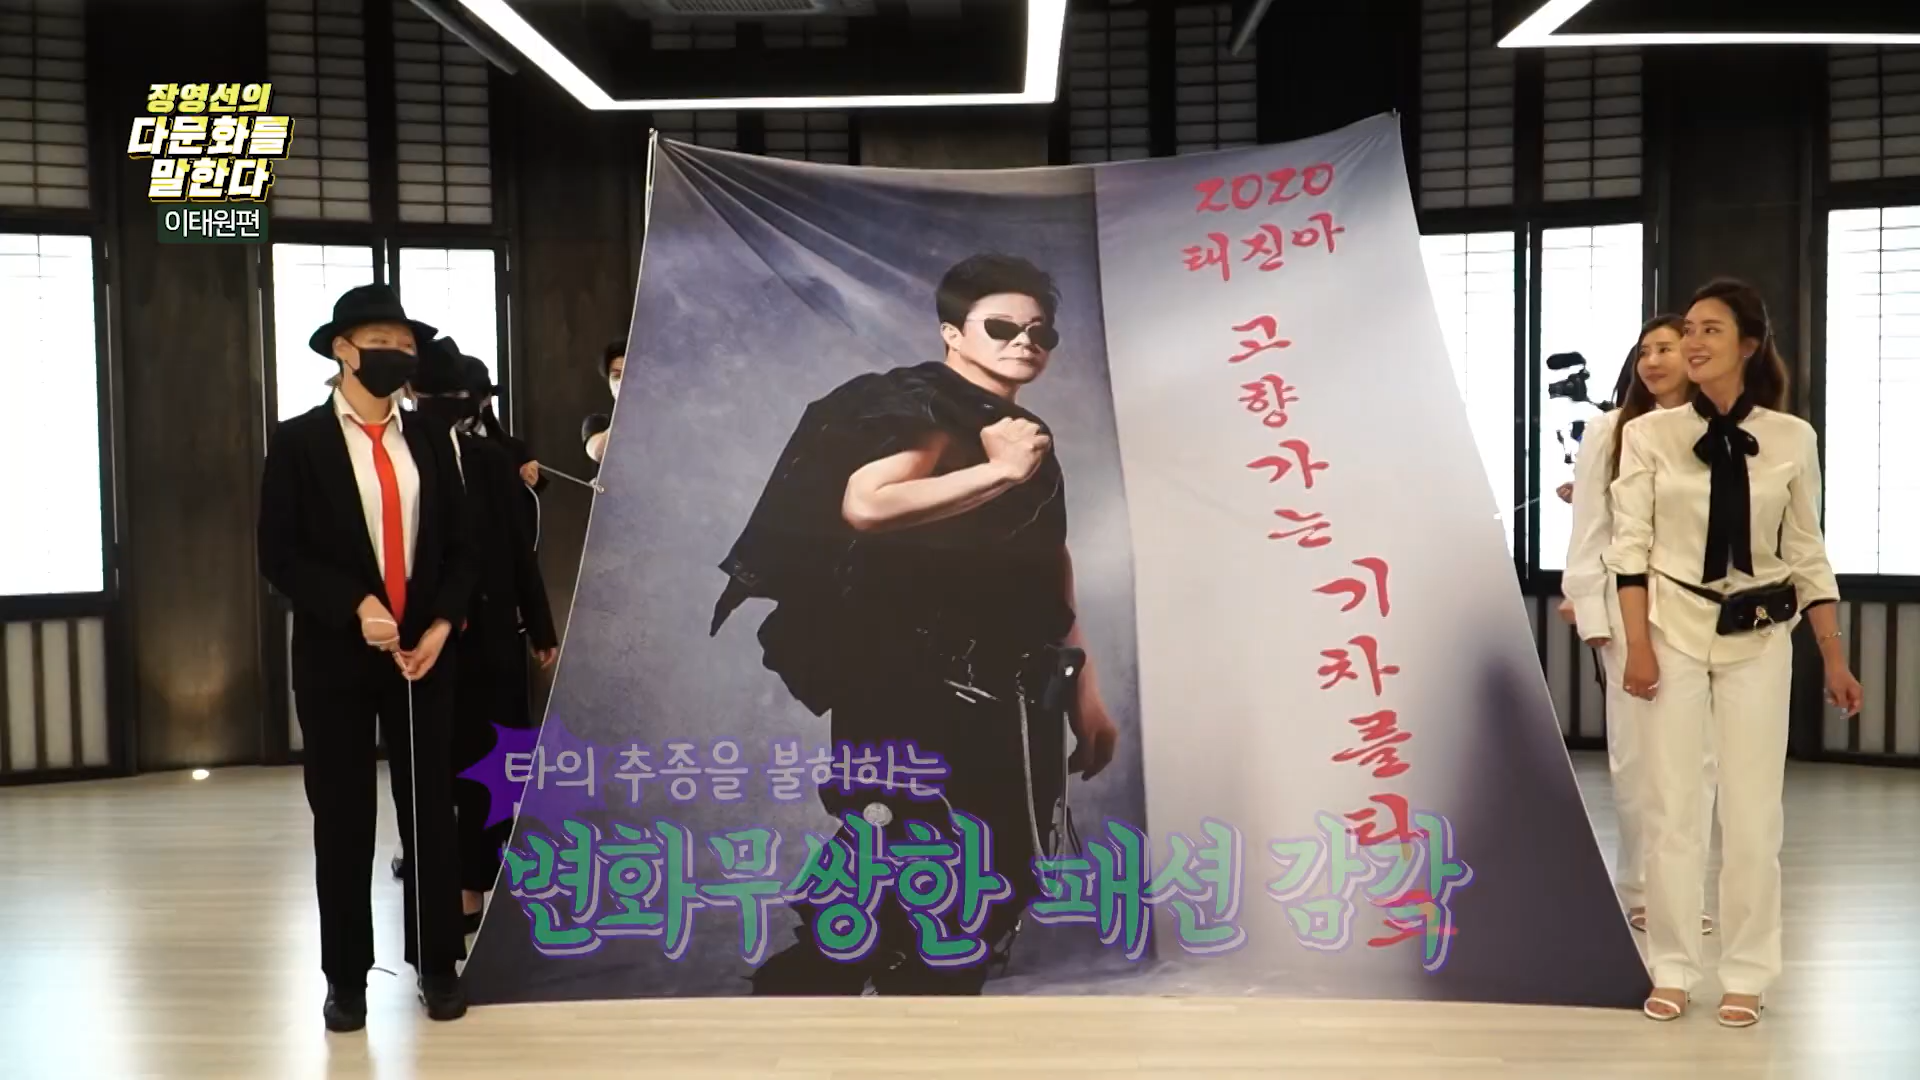 장영선의
다문화를
말한다
이태원편
2020
태진아
고향가는
기차를
타고
타의 추종을 불허하는
변화무쌍한 패션 감각